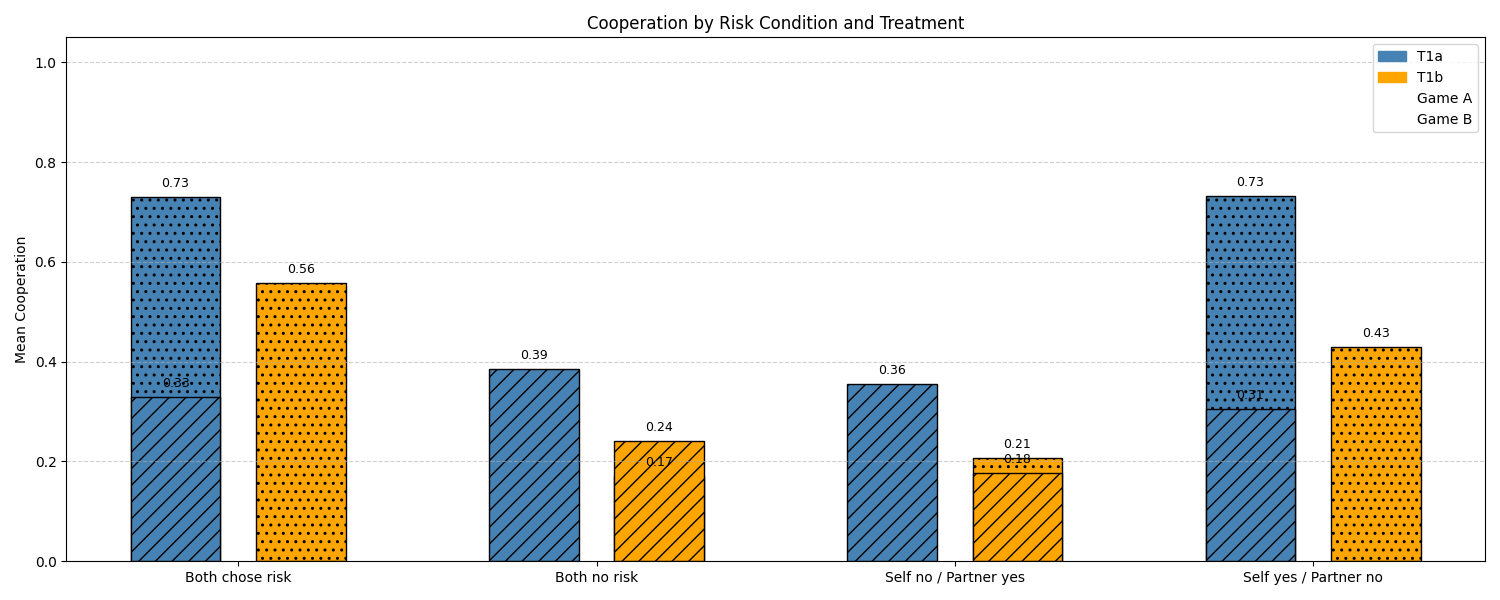 Cooperation by Risk Condition and Treatment
T1a
T1b
Game A
Game B
Mean Cooperation
1.0
0.8
0.6
0.4
0.2
0.0
0.73
0.33
0.56
0.39
0.24
0.17
0.36
0.21
0.18
0.73
0.31
0.43
Both chose risk
Both no risk
Self no / Partner yes
Self yes / Partner no